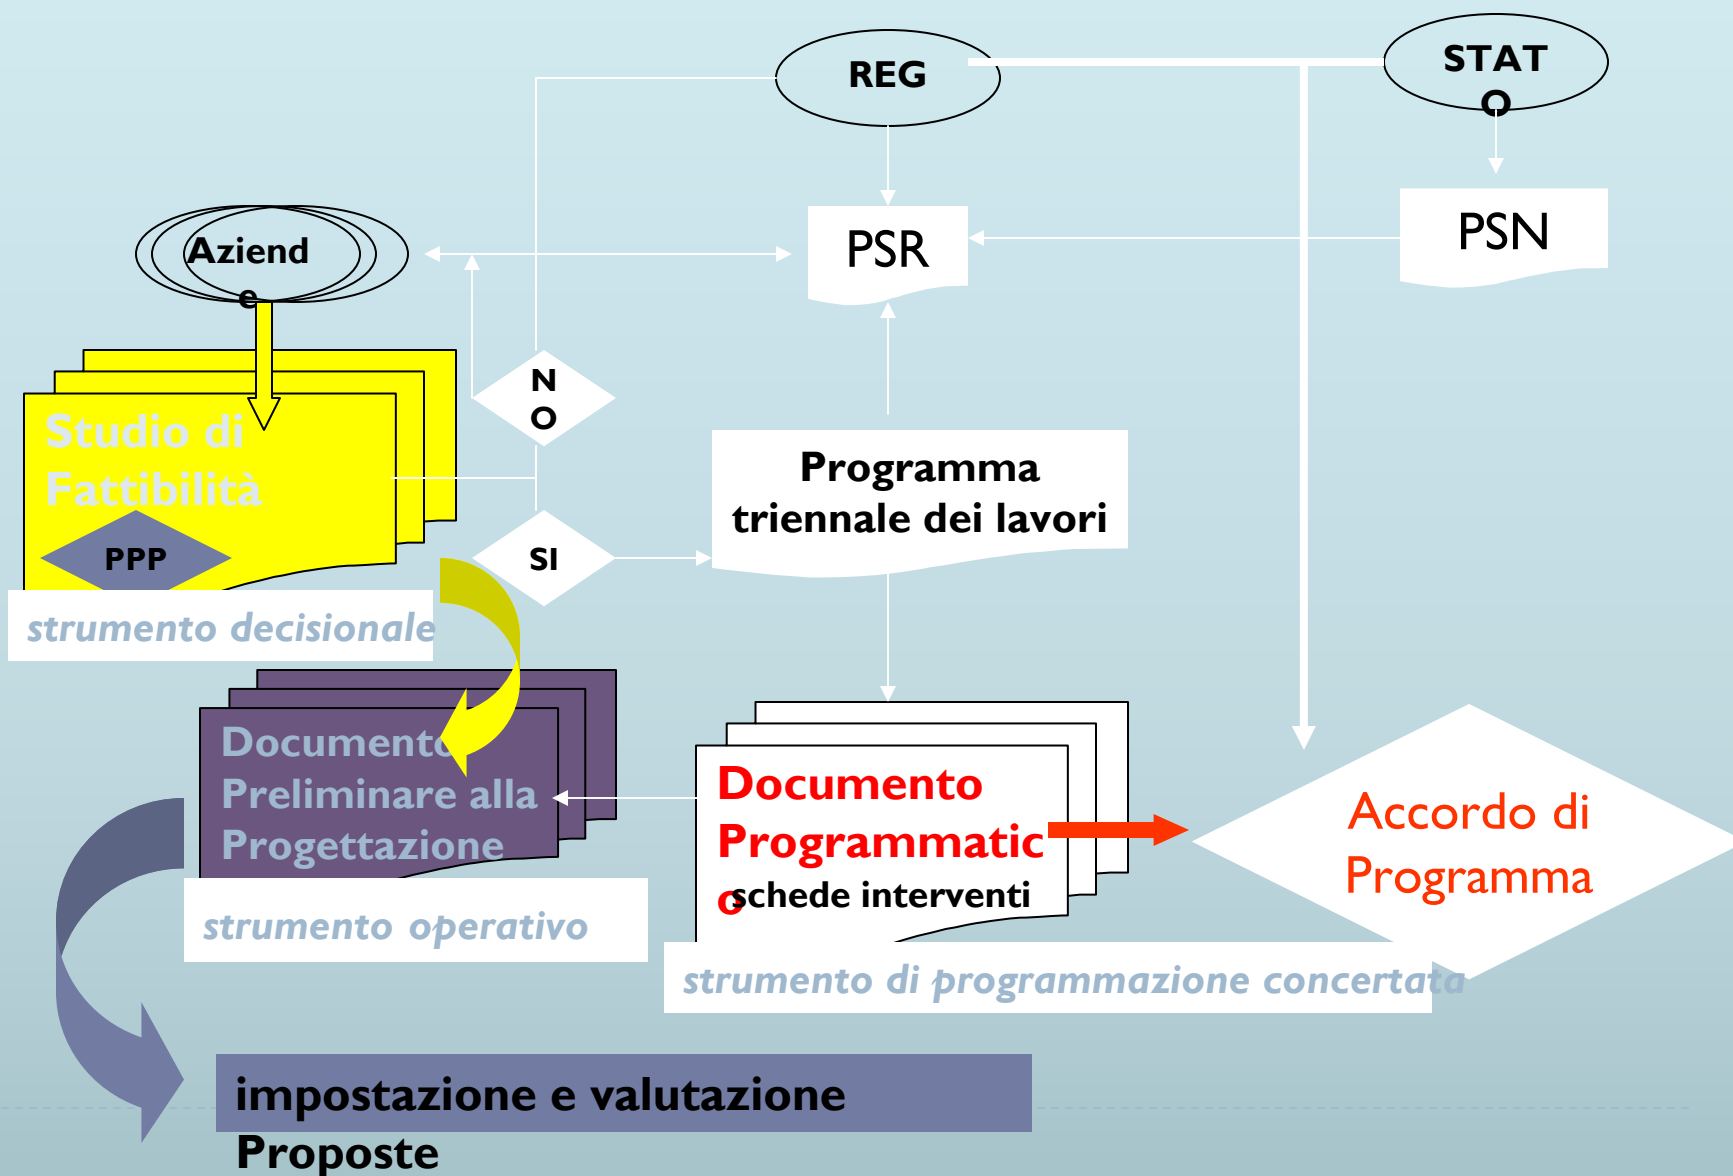 REG
STAT
O
PSR
PSN
Aziend
e
N
O
Studio di
Fattibilità
PPP
SI
Programma
triennale dei lavori
strumento decisionale
Documento
Preliminare alla
Progettazione
Documento
Programmatic
o
schede interventi
Accordo di
Programma
strumento operativo
strumento di programmazione concertata
impostazione e valutazione
Proposte